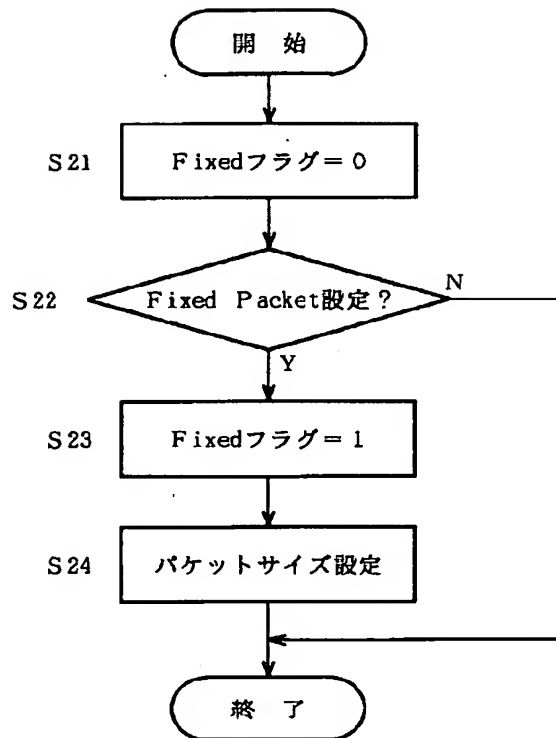 開 始
S21
Fixedフラグ=0
S22
Fixed Packet設定?
N
Y
S23
Fixedフラグ=1
S24
パケットサイズ設定
終 了